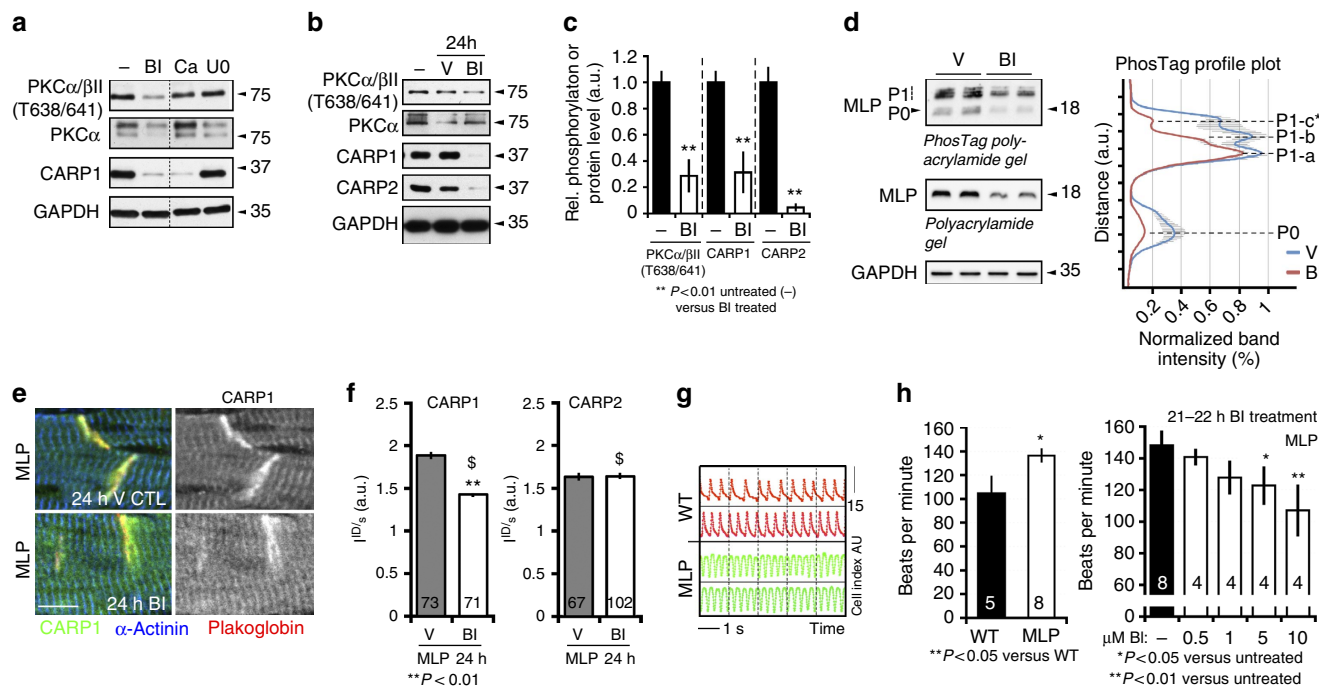 a
– BI Ca U0
PKCα/βII
(T638/641)
75
PKCα
75
CARP1
37
GAPDH
35
b
24h
– V BI
PKCα/βII
(T638/641)
75
PKCα
75
CARP1
37
CARP2
37
GAPDH
35
c
Rel. phosphorylaton or
protein level (a.u.)
1.2
1.0
0.8
0.6
0.4
0.2
0
** ** **
– BI – BI – BI
PKCα/βII
(T638/641)
CARP1
CARP2
** P<0.01 untreated (–)
versus BI treated
d
V BI
MLP
P1
P0
18
PhosTag poly-
acrylamide gel
MLP
18
Polyacrylamide
gel
GAPDH
35
PhosTag profile plot
Distance (a.u.)
P1-c*
P1-b
P1-a
P0
V
B
0.2 0.4 0.6 0.8 1
Normalized band
intensity (%)
e
CARP1
MLP
24 h V CTL
MLP
24 h BI
CARP1 α-Actinin Plakoglobin
f
CARP1
2.5
2
1.5
1
0.5
0
I ID/s (a.u.)
$
**
73 71
V BI
MLP 24 h
**P<0.01
CARP2
2.5
2
1.5
1
0.5
0
I ID/s (a.u.)
$
67 102
V BI
MLP 24 h
g
WT
MLP
15
Cell index AU
1 s
Time
h
Beats per minute
160
140
120
100
80
60
40
20
0
*
5 8
WT MLP
**P<0.05 versus WT
21–22 h BI treatment
MLP
Beats per minute
160
140
120
100
80
60
0
*
**
8 4 4 4 4
μM BI: – 0.5 1 5 10
*P<0.05 versus untreated
**P<0.01 versus untreated